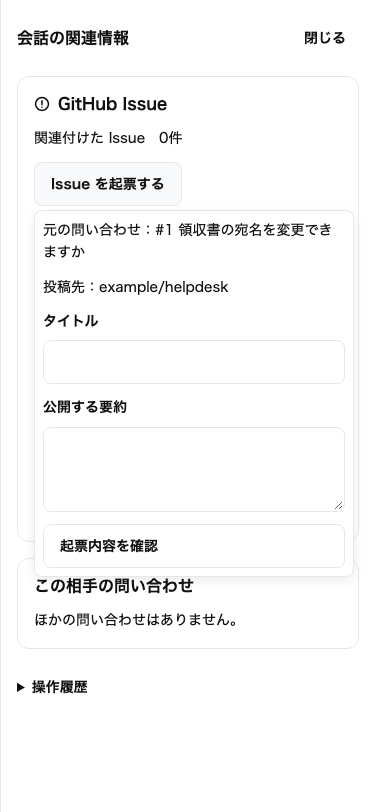 会話の関連情報
閉じる
GitHub Issue
関連付けた Issue 0件
Issue を起票する
元の問い合わせ：#1 領収書の宛名を変更でき
ますか
投稿先：example/helpdesk
タイトル
公開する要約
起票内容を確認
この相手の問い合わせ
ほかの問い合わせはありません。
操作履歴